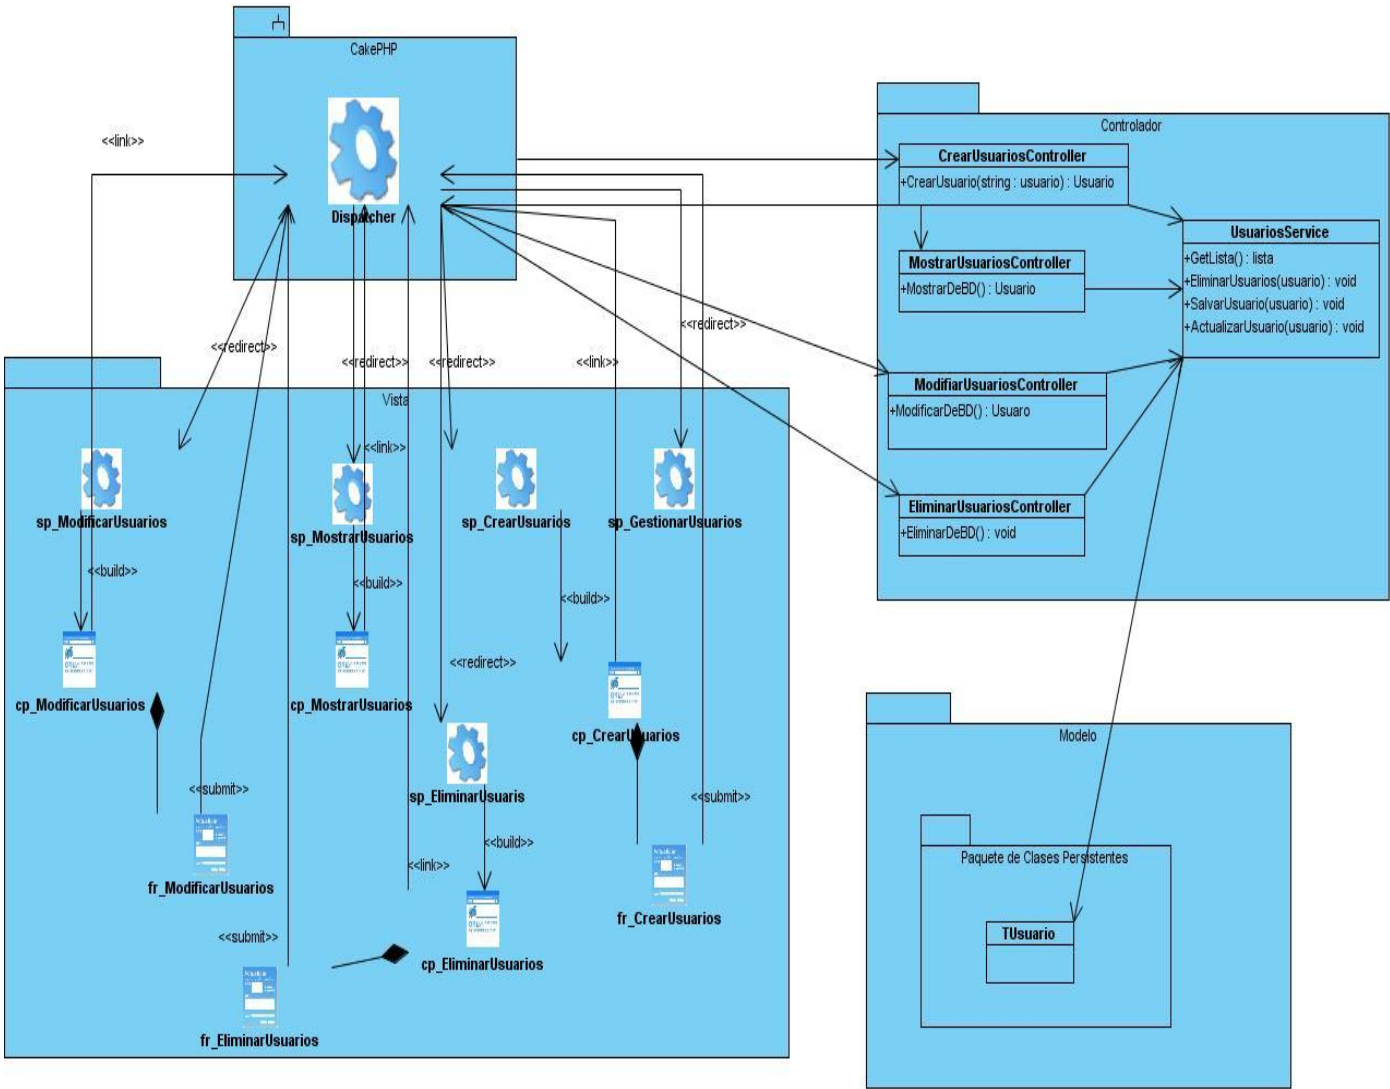 CakePHP
Dispatcher
<<link>>
Controlador
CrearUsuariosController
+CrearUsuario(string : usuario) : Usuario
UsuariosService
+GetLista() : lista
+EliminarUsuarios(usuario) : void
+SalvarUsuario(usuario) : void
+ActualizarUsuario(usuario) : void
MostrarUsuariosController
+MostrarDeBD() : Usuario
ModifiarUsuariosController
+ModificarDeBD() : Usuaro
EliminarUsuariosController
+EliminarDeBD() : void
<<redirect>>
<<redirect>>
<<redirect>>
<<link>>
<<redirect>>
Vista
<<link>>
sp_ModificarUsuarios
sp_MostrarUsuarios
sp_CrearUsuarios
sp_GestionarUsuarios
<<build>>
<<build>>
<<build>>
cp_ModificarUsuarios
cp_MostrarUsuarios
<<redirect>>
cp_CrearUsuarios
<<submit>>
sp_EliminarUsuaris
<<submit>>
<<build>>
<<link>>
fr_ModificarUsuarios
fr_CrearUsuarios
<<submit>>
cp_EliminarUsuarios
fr_EliminarUsuarios
Modelo
Paquete de Clases Persistentes
TUsuario